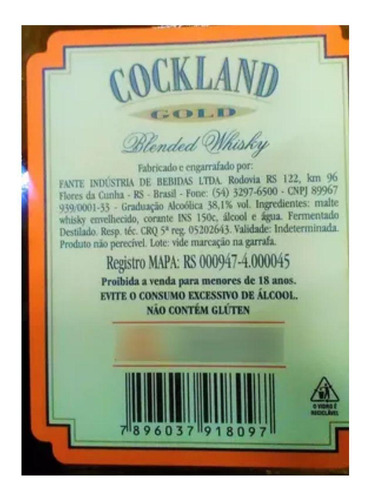 COCKLAND
GOLD
Blended Whisky
Fabricado e engarrafado por:
FANTE INDÚSTRIA DE BEBIDAS LTDA. Rodovia RS 122, km 96
Flores da Cunha - RS - Brasil - Fone: (54) 3297-6500 - CNPJ 89967
939/0001-33 - Graduação Alcoólica 38,1% vol. Ingredientes: malte
whisky envelhecido, corante INS 150c, álcool e água. Fermentado
Destilado. Resp. téc. CRQ 5ª reg. 05202643. Validade: Indeterminada.
Produto não perecível. Lote: vide marcação na garrafa.
Registro MAPA: RS 000947-4.000045
Proibida a venda para menores de 18 anos.
EVITE O CONSUMO EXCESSIVO DE ÁLCOOL.
NÃO CONTÉM GLÚTEN
7 896037 918097
O VIDRO É
RECICLÁVEL